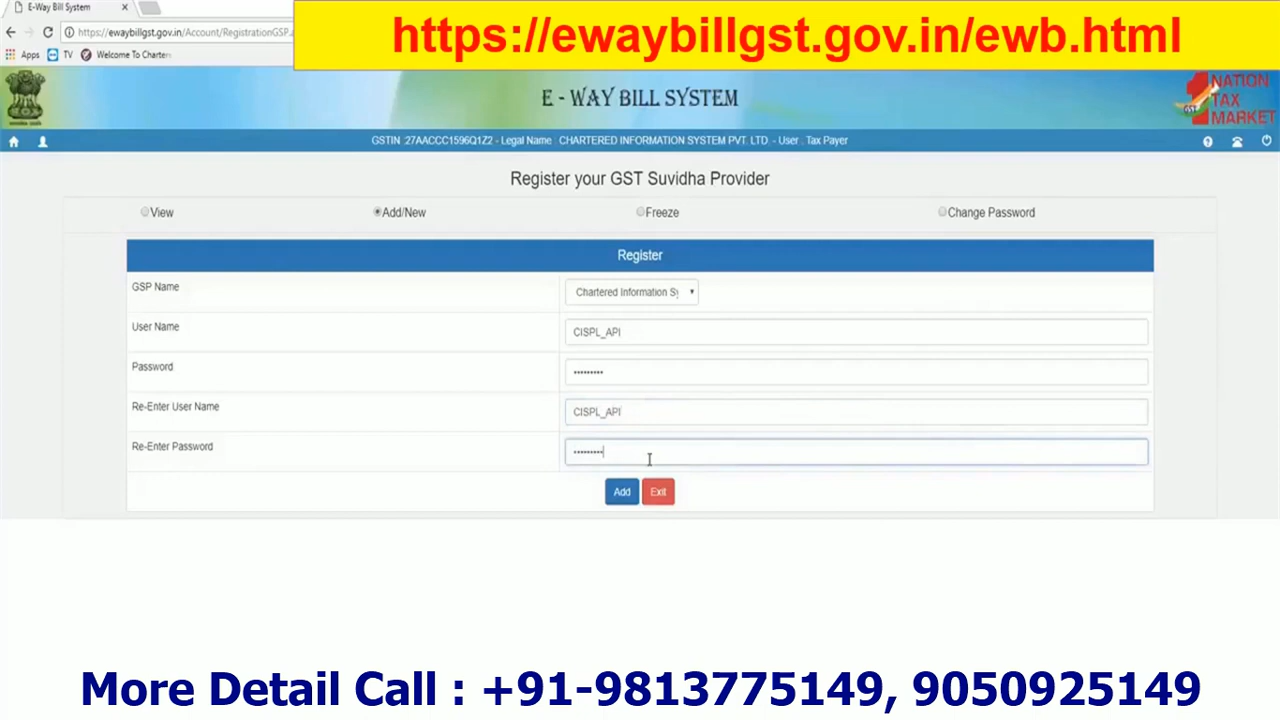 E-Way Bill System
https://ewaybillgst.gov.in/Account/RegistrationGSP.
https://ewaybillgst.gov.in/ewb.html
Apps TV Welcome To Charter
E - WAY BILL SYSTEM
1 NATION
GST TAX
MARKET
GSTIN :27AACCC1596Q1Z2 - Legal Name : CHARTERED INFORMATION SYSTEM PVT. LTD. - User : Tax Payer
Register your GST Suvidha Provider
View Add/New Freeze Change Password
Register
GSP Name Chartered Information Sy
User Name CISPL_API
Password •••••••••
Re-Enter User Name CISPL_API
Re-Enter Password •••••••••
Add Exit
More Detail Call : +91-9813775149, 9050925149